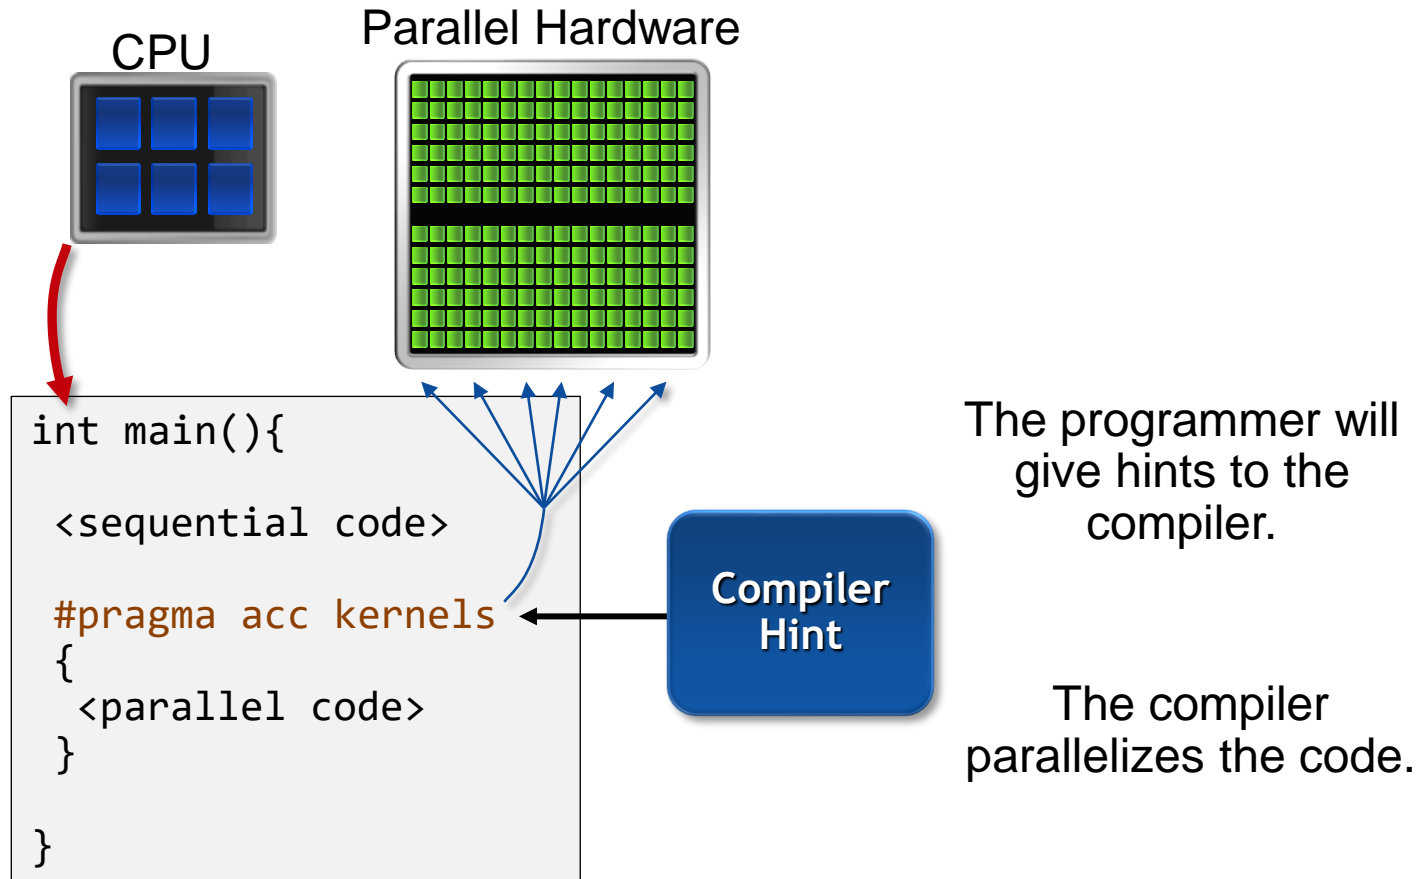 CPU
Parallel Hardware
int main(){
<sequential code>
#pragma acc kernels
{
<parallel code>
}
}
Compiler
Hint
The programmer will
give hints to the
compiler.
The compiler
parallelizes the code.